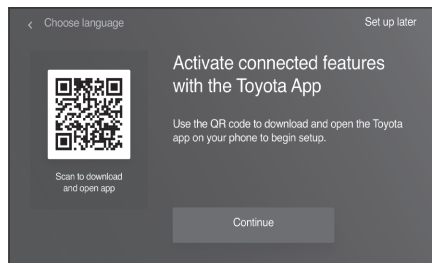 Choose language
Set up later
Activate connected features
with the Toyota App
Use the QR code to download and open the Toyota
app on your phone to begin setup.
Scan to download
and open app
Continue